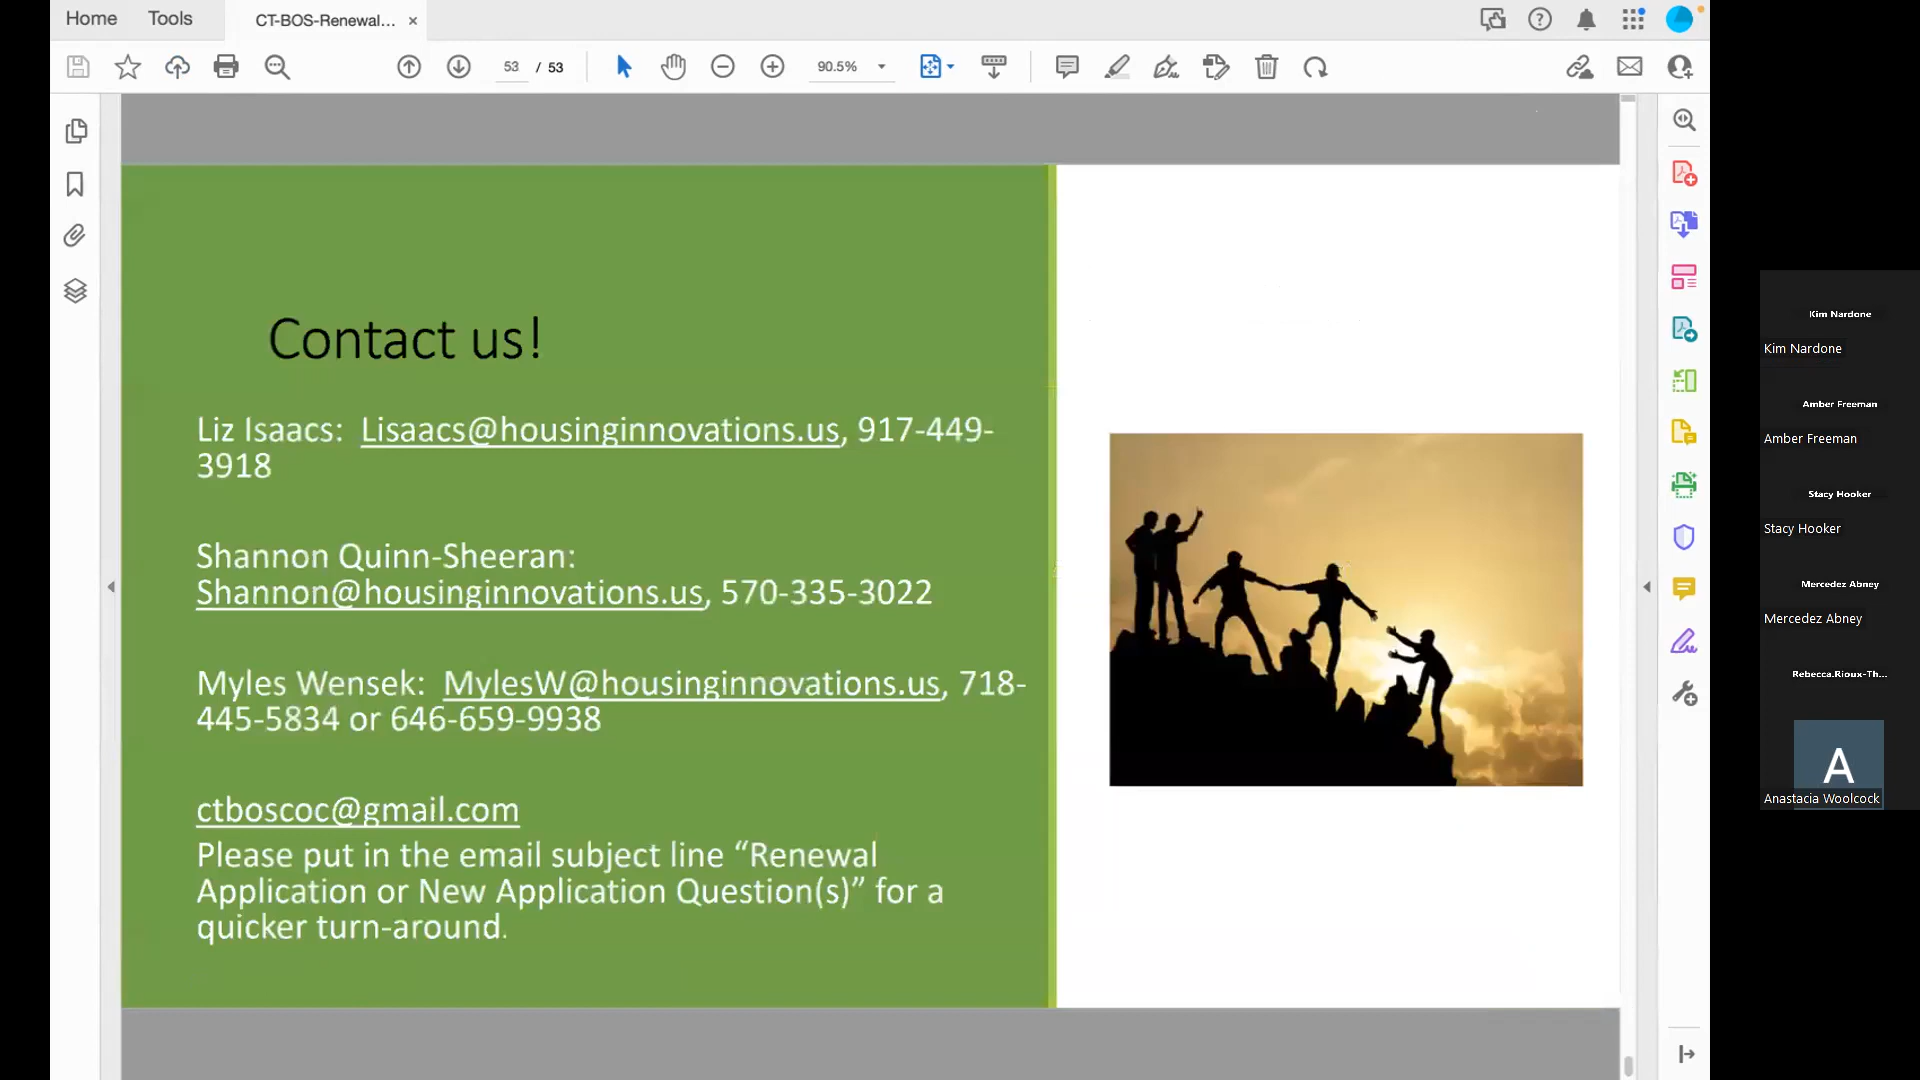 Home
Tools
CT-BOS-Renewal...
53 / 53
90.5%
Contact us!
Liz Isaacs: Lisaacs@housinginnovations.us, 917-449-
3918
Shannon Quinn-Sheeran:
Shannon@housinginnovations.us, 570-335-3022
Myles Wensek: MylesW@housinginnovations.us, 718-
445-5834 or 646-659-9938
ctboscoc@gmail.com
Please put in the email subject line “Renewal
Application or New Application Question(s)” for a
quicker turn-around.
Kim Nardone
Kim Nardone
Amber Freeman
Amber Freeman
Stacy Hooker
Stacy Hooker
Mercedez Abney
Mercedez Abney
Rebecca.Rioux-Th...
A
Anastacia Woolcock